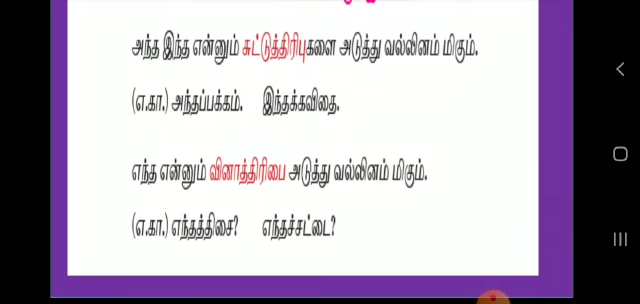 அந்த இந்த என்னும் சுட்டுத்திரிபுகளை அடுத்து வல்லினம் மிகும்.
(எ.கா.) அந்தப்பக்கம். இந்தக்கவிதை.
எந்த என்னும் வினாத்திரிபை அடுத்து வல்லினம் மிகும்.
(எ.கா.) எந்தத்திசை? எந்தச்சட்டை?